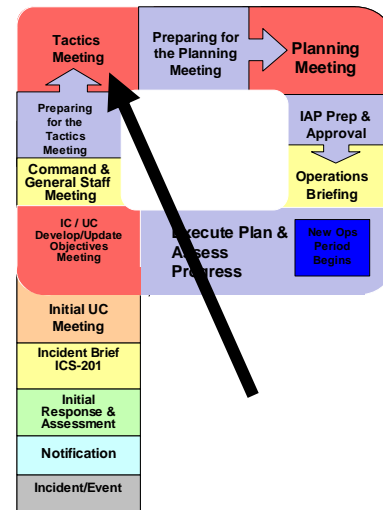 Tactics
Meeting
Preparing for
the Planning
Meeting
Planning
Meeting
Preparing
for the
Tactics
Meeting
IAP Prep &
Approval
Command &
General Staff
Meeting
Operations
Briefing
IC / UC
Develop/Update
Objectives
Meeting
Execute Plan &
Assess
Progress
New Ops
Period
Begins
Initial UC
Meeting
Incident Brief
ICS-201
Initial
Response &
Assessment
Notification
Incident/Event